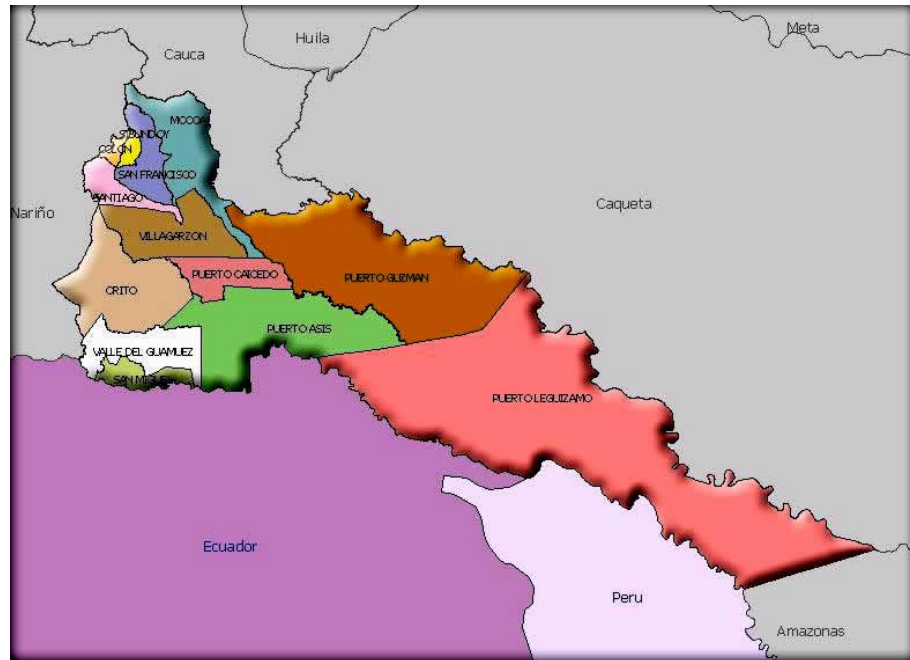 Meta
Huila
Cauca
MOCOA
SIBUNDOY
COLON
SAN FRANCISCO
SANTIAGO
Caqueta
Nariño
VILLAGARZON
PUERTO CAICEDO
PUERTO GUZMAN
ORITO
PUERTO ASIS
VALLE DEL GUAMUEZ
SAN MIGUEL
PUERTO LEGUIZAMO
Ecuador
Peru
Amazonas